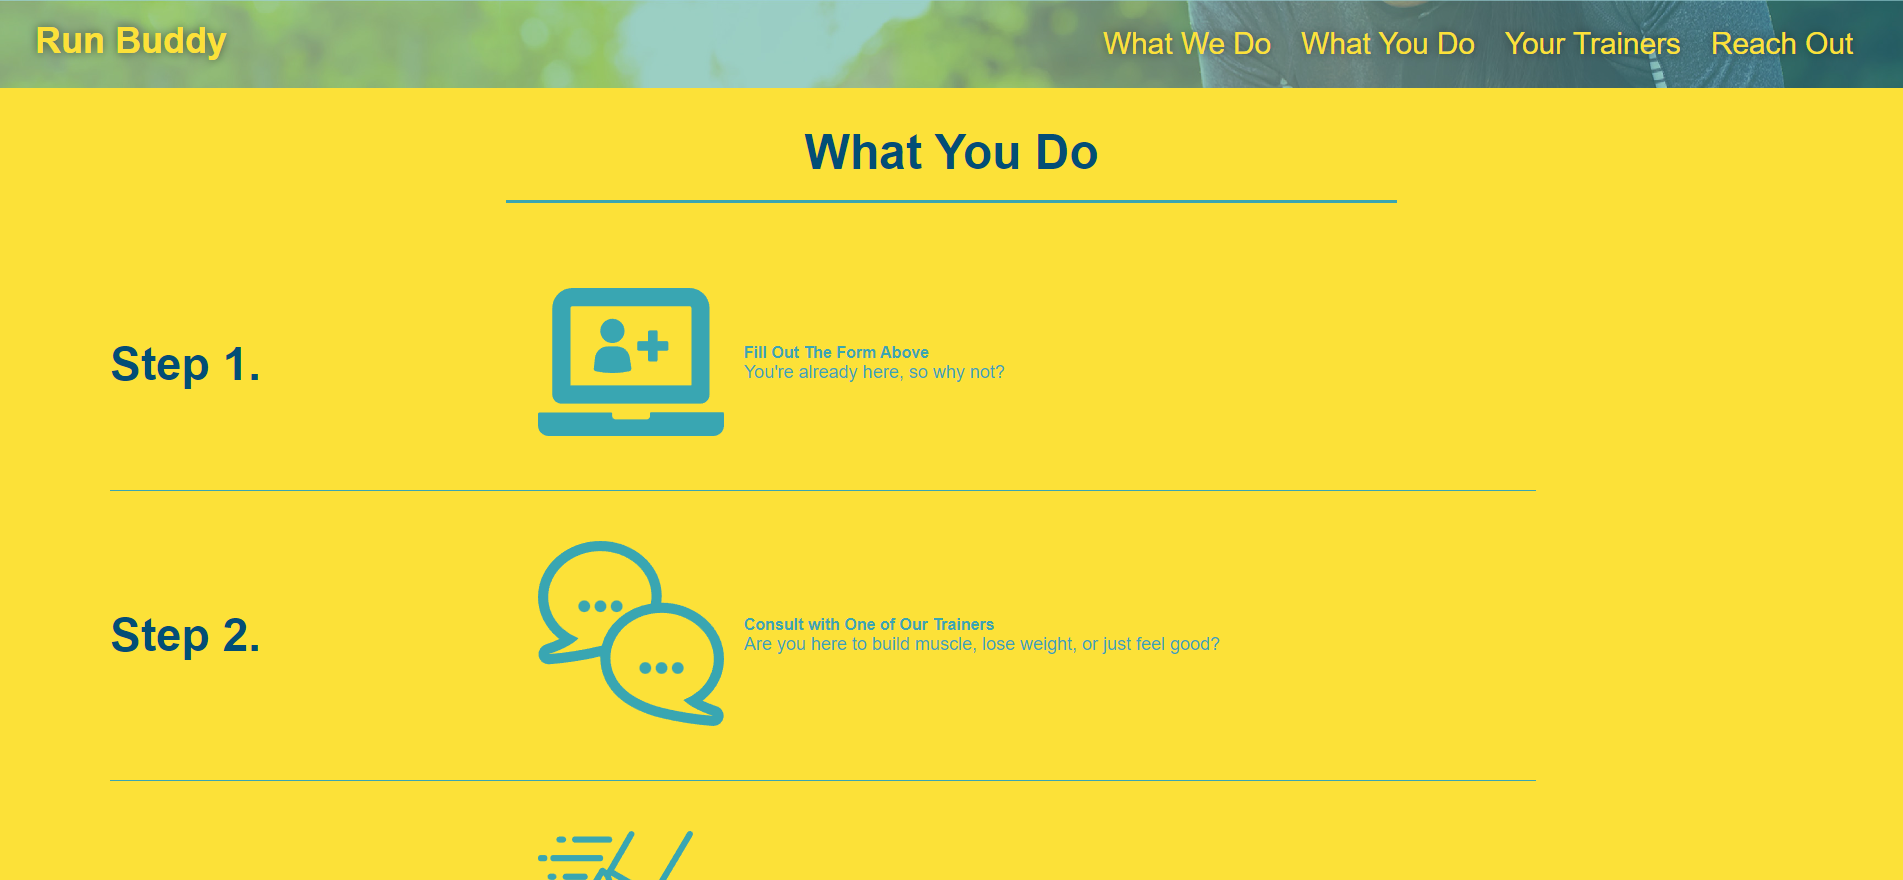 Run Buddy
What We Do What You Do Your Trainers Reach Out
What You Do
Step 1.
Fill Out The Form Above
You're already here, so why not?
Step 2.
Consult with One of Our Trainers
Are you here to build muscle, lose weight, or just feel good?